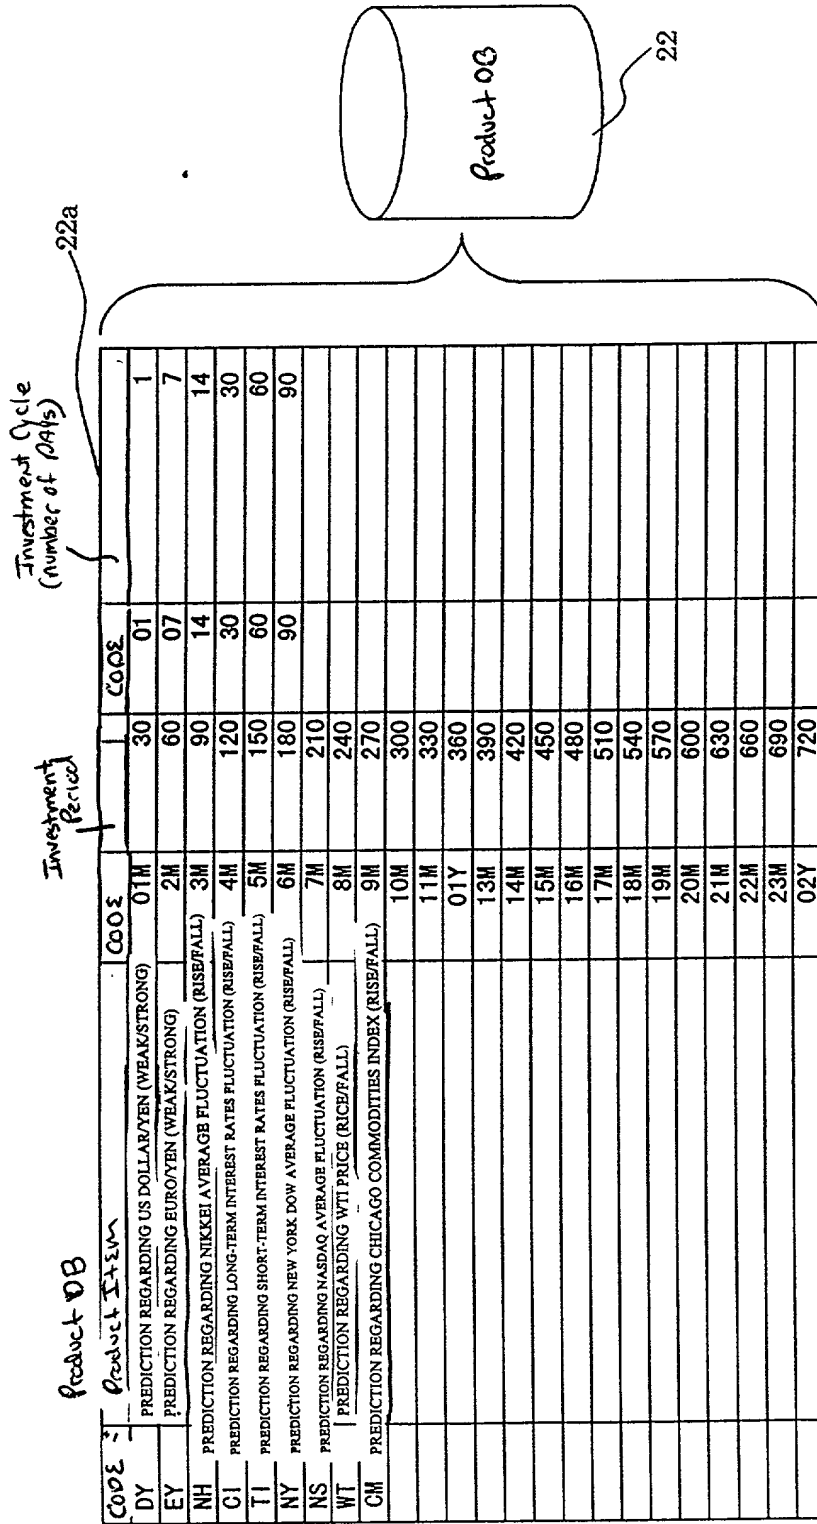 Product DB
Investment Period
Investment Cycle
(number of DAYS)
22a
CODE Product Item CODE CODE
DY PREDICTION REGARDING US DOLLAR/YEN (WEAK/STRONG) 01M 30 01 1
EY PREDICTION REGARDING EURO/YEN (WEAK/STRONG) 2M 60 07 7
NH PREDICTION REGARDING NIKKEI AVERAGE FLUCTUATION (RISE/FALL) 3M 90 14 14
CI PREDICTION REGARDING LONG-TERM INTEREST RATES FLUCTUATION (RISE/FALL) 4M 120 30 30
TI PREDICTION REGARDING SHORT-TERM INTEREST RATES FLUCTUATION (RISE/FALL) 5M 150 60 60
NY PREDICTION REGARDING NEW YORK DOW AVERAGE FLUCTUATION (RISE/FALL) 6M 180 90 90
NS PREDICTION REGARDING NASDAQ AVERAGE FLUCTUATION (RISE/FALL) 7M 210
WT PREDICTION REGARDING WTI PRICE (RICE/FALL) 8M 240
CM PREDICTION REGARDING CHICAGO COMMODITIES INDEX (RISE/FALL) 9M 270
10M 300
11M 330
01Y 360
13M 390
14M 420
15M 450
16M 480
17M 510
18M 540
19M 570
20M 600
21M 630
22M 660
23M 690
02Y 720
Product DB
22